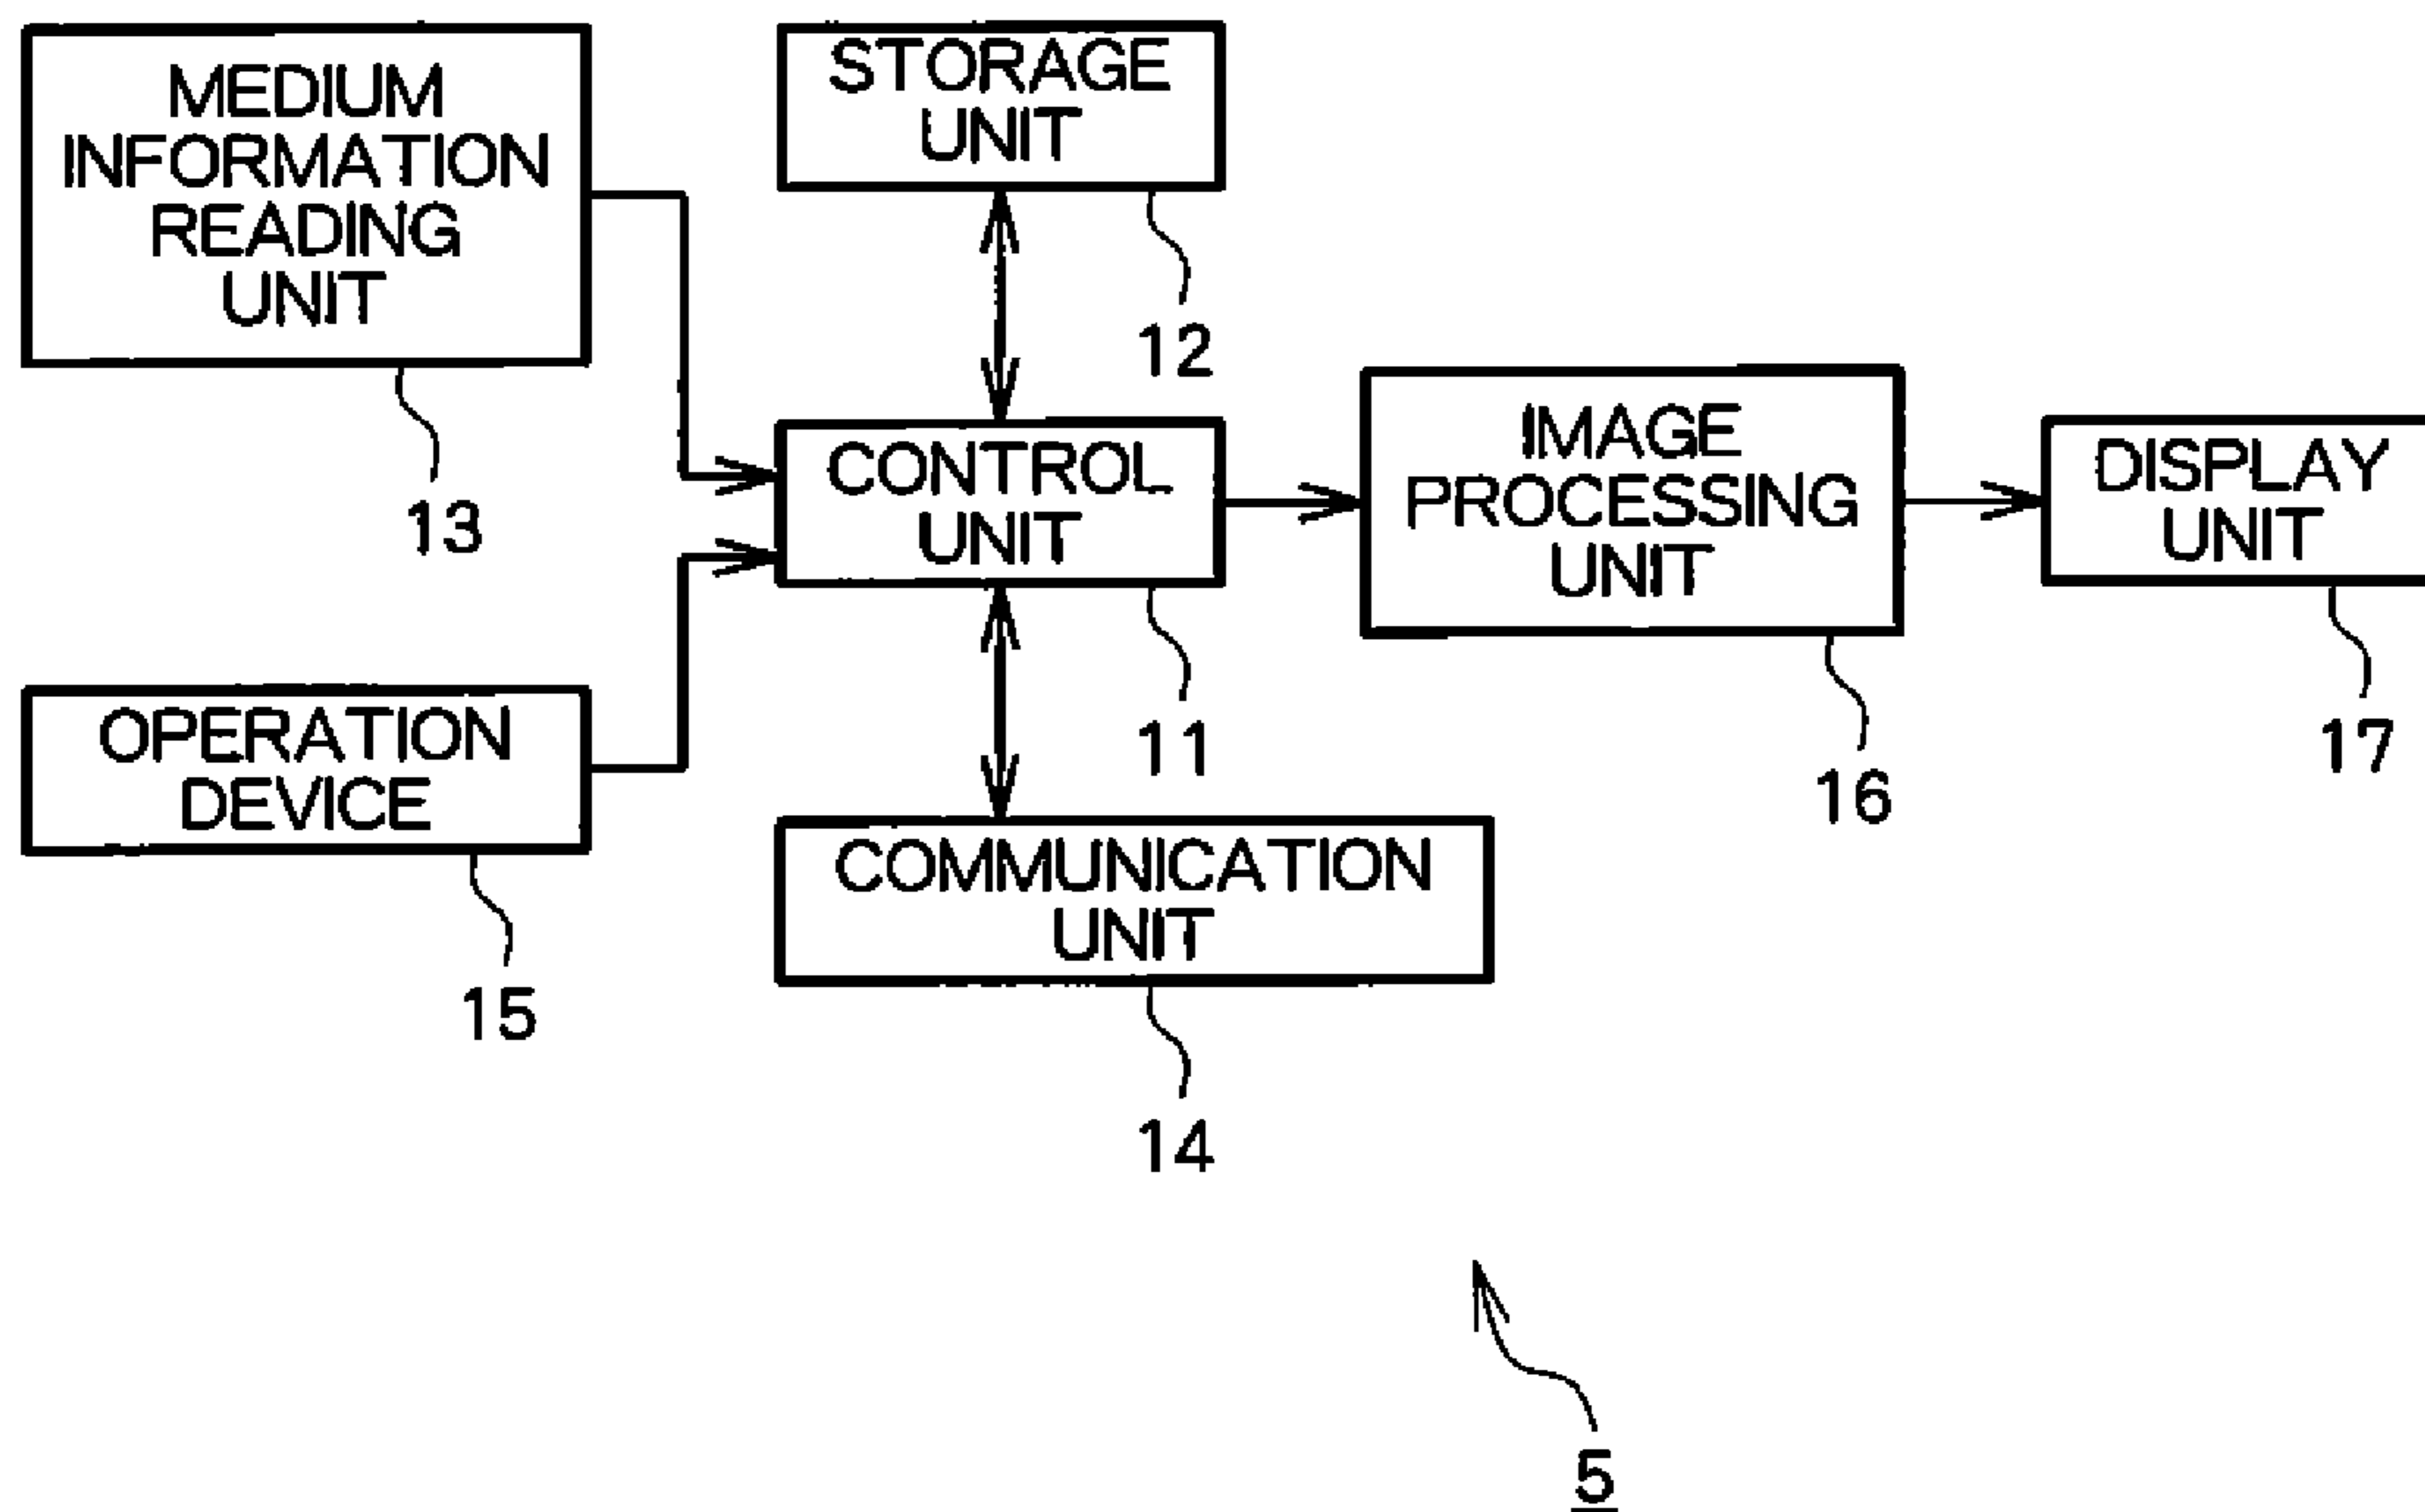 MEDIUM
INFORMATION
READING
UNIT
13
STORAGE
UNIT
12
CONTROL
UNIT
11
IMAGE
PROCESSING
UNIT
16
DISPLAY
UNIT
17
OPERATION
DEVICE
15
COMMUNICATION
UNIT
14
5